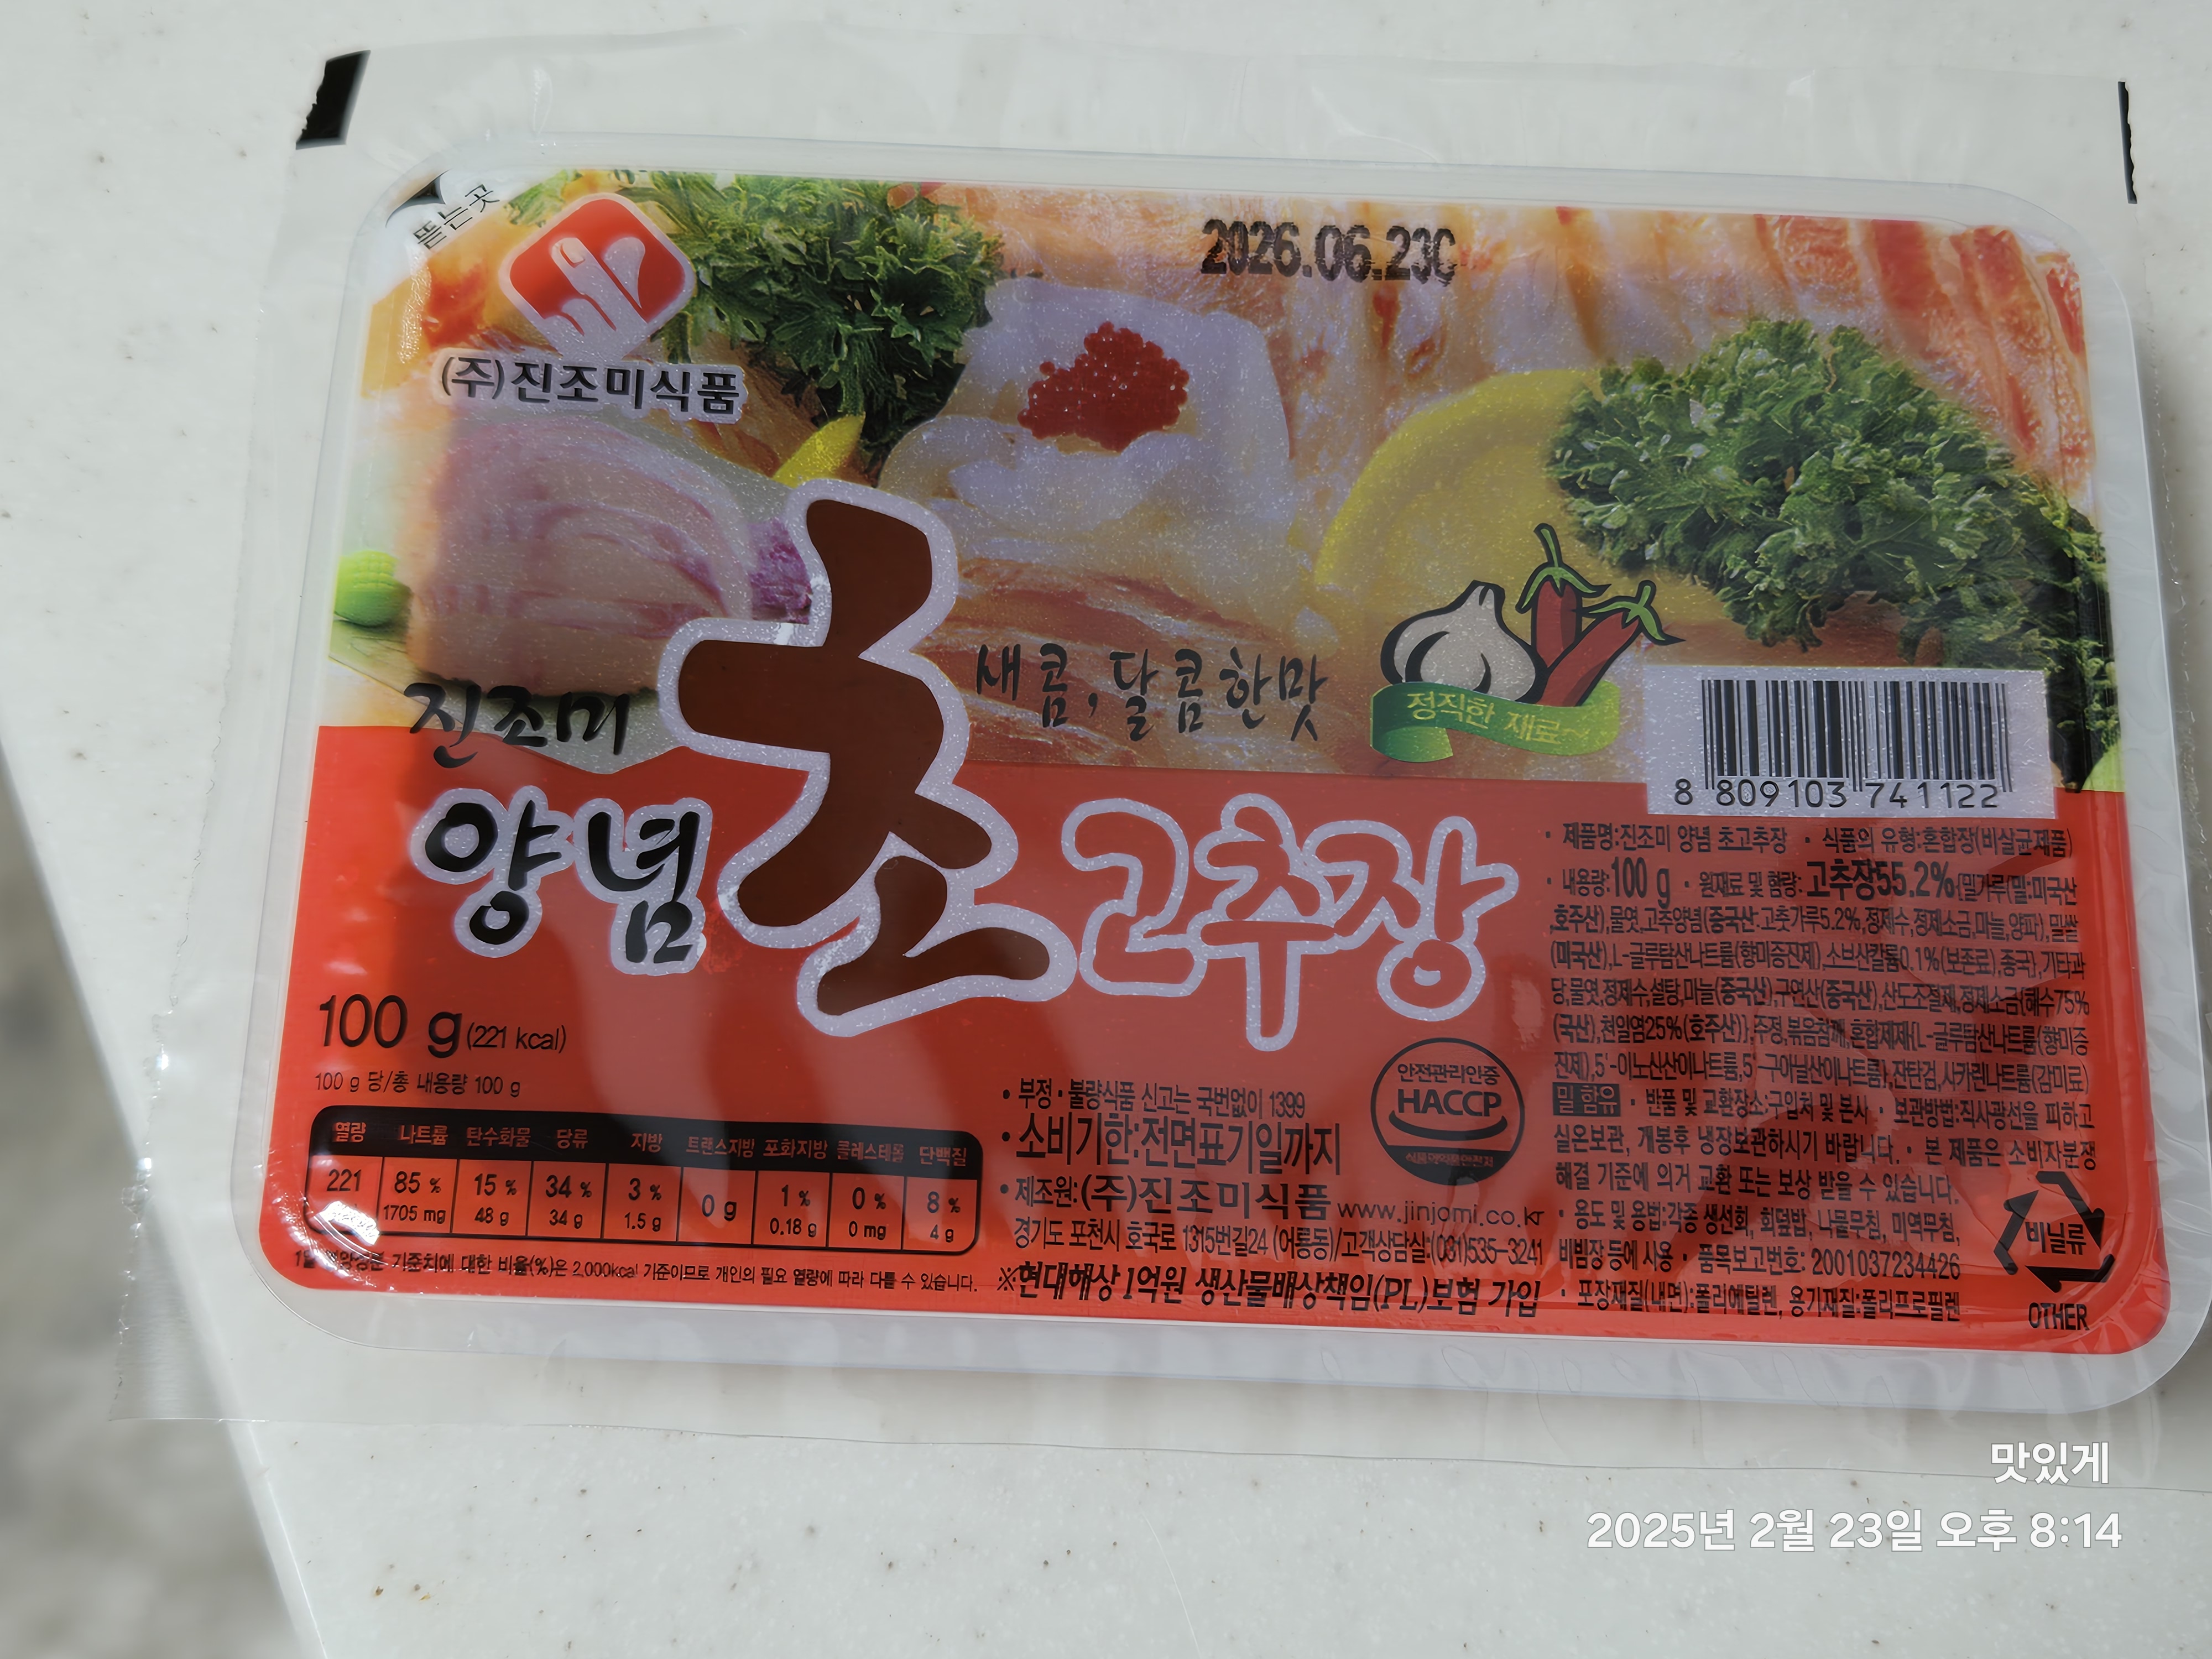 뜯는곳
2026.06.23C
(주)진조미식품
새콤,달콤한맛
정직한 재료~
진조미
양념초고추장
8 809103 741122
100 g(221 kcal)
100 g 당/총 내용량 100 g
열량 나트륨 탄수화물 당류 지방 트랜스지방 포화지방 콜레스테롤 단백질
221 85 % 15 % 34 % 3 % 0 g 1 % 0 % 8 %
1705 mg 48 g 34 g 1.5 g 0.18 g 0 mg 4 g
기준치에 대한 비율(%)은 2,000kcal 기준이므로 개인의 필요 열량에 따라 다를 수 있습니다.
• 부정•불량식품 신고는 국번없이 1399
• 소비기한:전면표기일까지
• 제조원:(주)진조미식품 www.jinjomi.co.kr
경기도 포천시 호국로 1315번길24 (어룡동)/고객상담실:(031)535-3241
※현대해상 1억원 생산물배상책임(PL)보험 가입
안전관리인증
HACCP
식품의약품안전처
• 제품명:진조미 양념 초고추장 • 식품의 유형:혼합장(비살균제품)
• 내용량:100 g • 원재료 및 함량: 고추장55.2%{밀가루(밀:미국산
호주산),물엿,고추양념(중국산:고춧가루5.2%,정제수,정제소금,마늘,양파),밀쌀
(미국산),L-글루탐산나트륨(향미증진제),소브산칼륨0.1%(보존료),종국},기타과
당,물엿,정제수,설탕,마늘(중국산),구연산(중국산),산도조절제,정제소금{해수75%
(국산),천일염25%(호주산)},주정,볶음참깨,혼합제제{L-글루탐산나트륨(향미증
진제),5'-이노신산이나트륨,5'-구아닐산이나트륨},잔탄검,사카린나트륨(감미료)
밀 함유 • 반품 및 교환장소:구입처 및 본사 • 보관방법:직사광선을 피하고
실온보관, 개봉후 냉장보관하시기 바랍니다. • 본 제품은 소비자분쟁
해결 기준에 의거 교환 또는 보상 받을 수 있습니다.
• 용도 및 용법:각종 생선회, 회덮밥, 나물무침, 미역무침,
비빔장 등에 사용 • 품목보고번호: 2001037234426
• 포장재질(내면):폴리에틸렌, 용기재질:폴리프로필렌
비닐류
OTHER
맛있게
2025년 2월 23일 오후 8:14